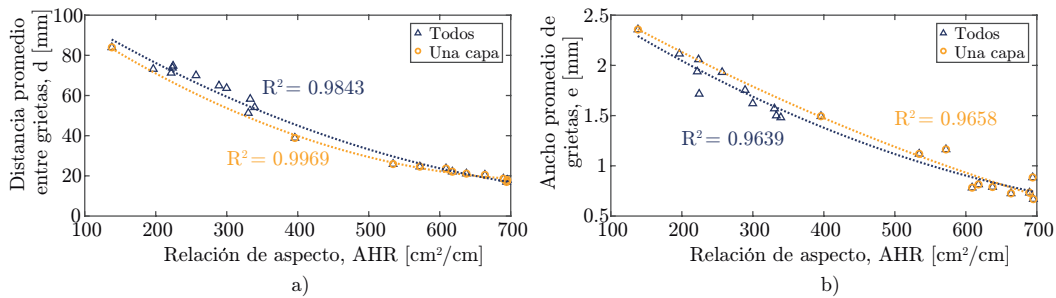 Distancia promedio
entre grietas, d [mm]
100
80
60
40
20
0
Todos
Una capa
R² = 0.9843
R² = 0.9969
100 200 300 400 500 600 700
Relación de aspecto, AHR [cm²/cm]
a)
Ancho promedio de
grietas, e [mm]
2.5
2
1.5
1
0.5
Todos
Una capa
R² = 0.9658
R² = 0.9639
100 200 300 400 500 600 700
Relación de aspecto, AHR [cm²/cm]
b)